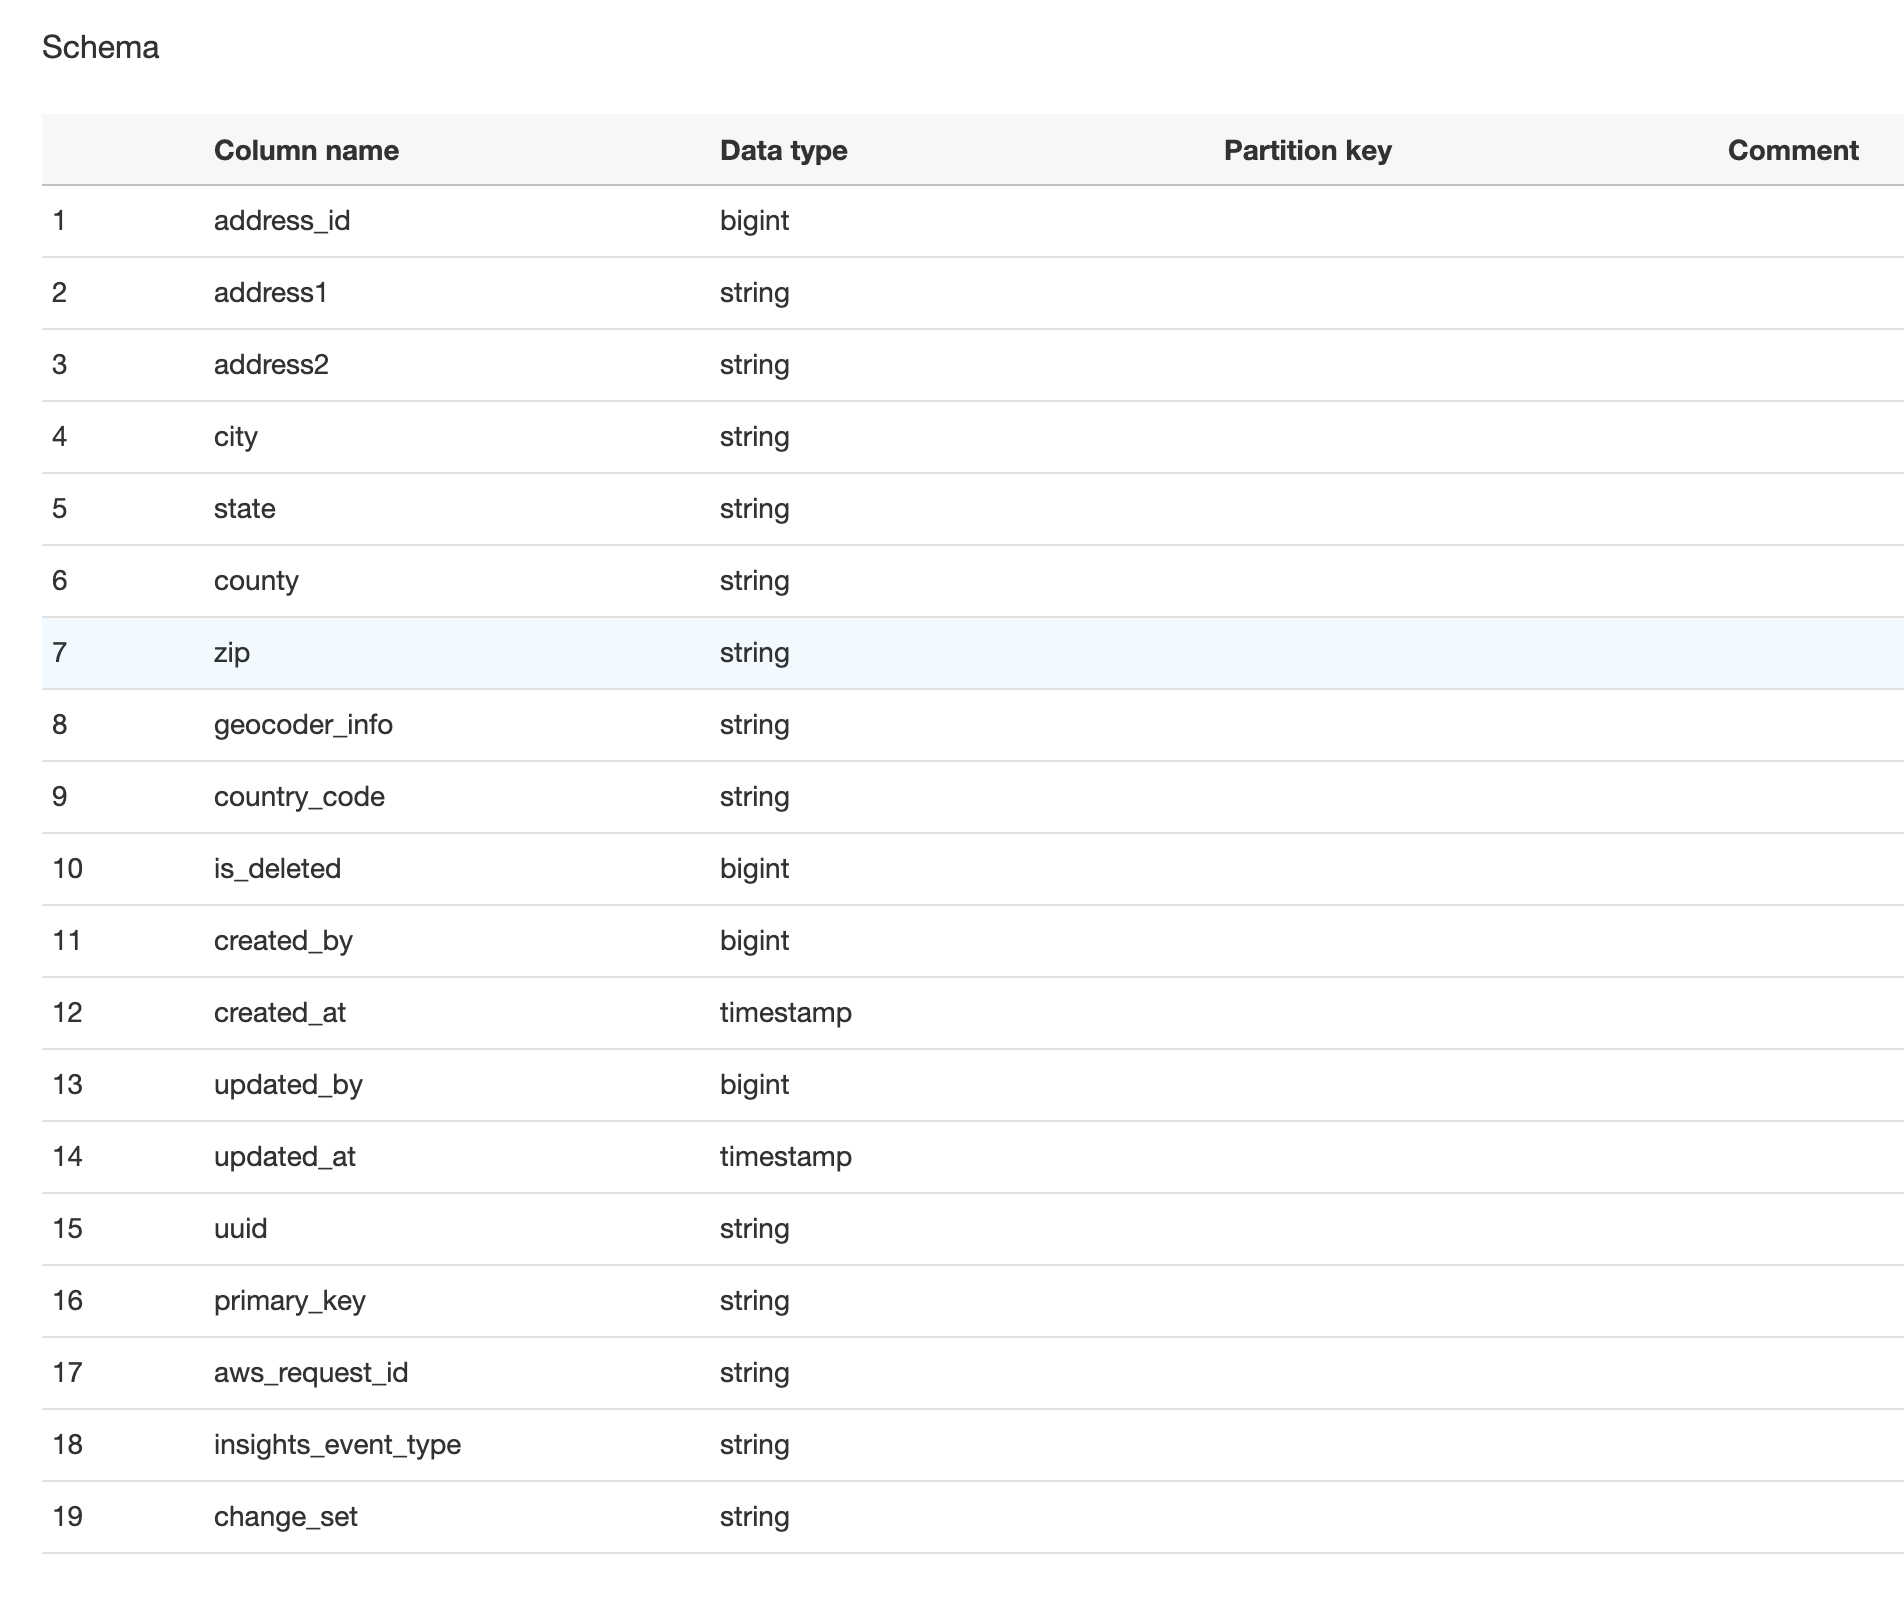 Schema
Column name Data type Partition key Comment
1 address_id bigint
2 address1 string
3 address2 string
4 city string
5 state string
6 county string
7 zip string
8 geocoder_info string
9 country_code string
10 is_deleted bigint
11 created_by bigint
12 created_at timestamp
13 updated_by bigint
14 updated_at timestamp
15 uuid string
16 primary_key string
17 aws_request_id string
18 insights_event_type string
19 change_set string